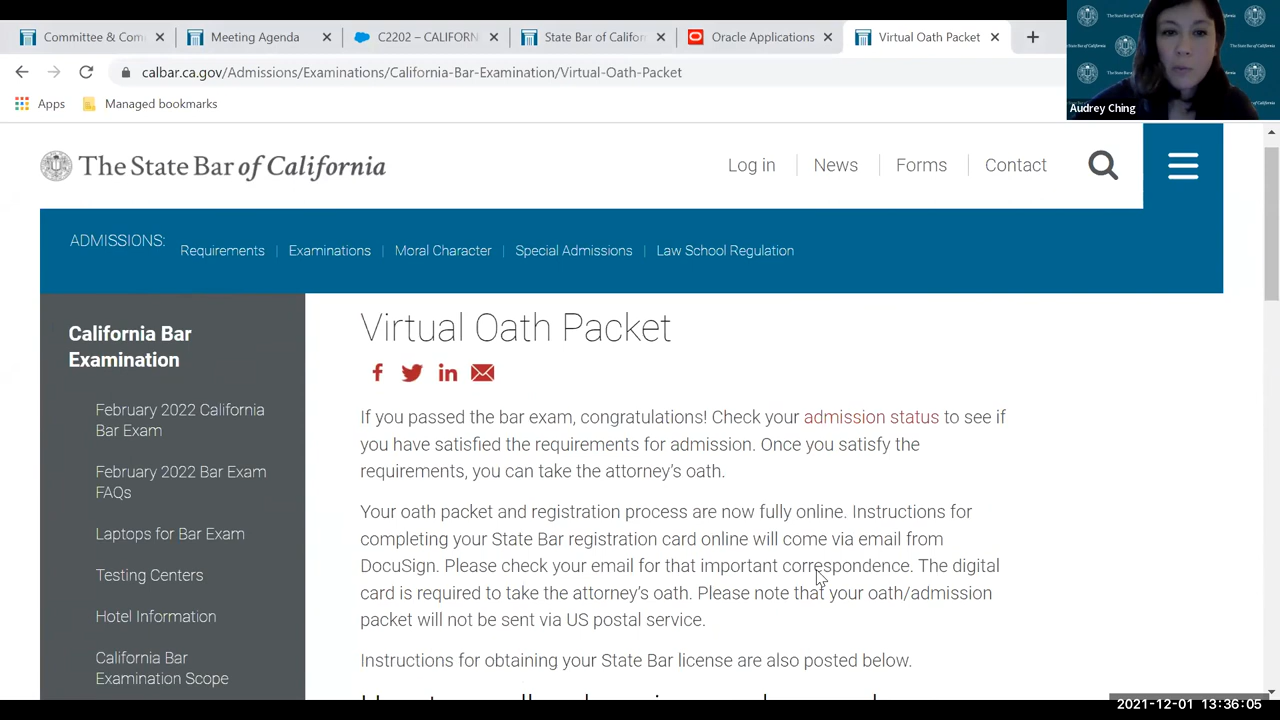 Committee & Com
Meeting Agenda
C2202 - CALIFOR
State Bar of Califor
Oracle Applications
Virtual Oath Packet
calbar.ca.gov/Admissions/Examinations/California-Bar-Examination/Virtual-Oath-Packet
Apps
Managed bookmarks
Audrey Ching
The State Bar of California
Log in
News
Forms
Contact
ADMISSIONS:
Requirements
Examinations
Moral Character
Special Admissions
Law School Regulation
California Bar
Examination
February 2022 California
Bar Exam
February 2022 Bar Exam
FAQs
Laptops for Bar Exam
Testing Centers
Hotel Information
California Bar
Examination Scope
Virtual Oath Packet
If you passed the bar exam, congratulations! Check your admission status to see if
you have satisfied the requirements for admission. Once you satisfy the
requirements, you can take the attorney's oath.
Your oath packet and registration process are now fully online. Instructions for
completing your State Bar registration card online will come via email from
DocuSign. Please check your email for that important correspondence. The digital
card is required to take the attorney's oath. Please note that your oath/admission
packet will not be sent via US postal service.
Instructions for obtaining your State Bar license are also posted below.
2021-12-01 13:36:05